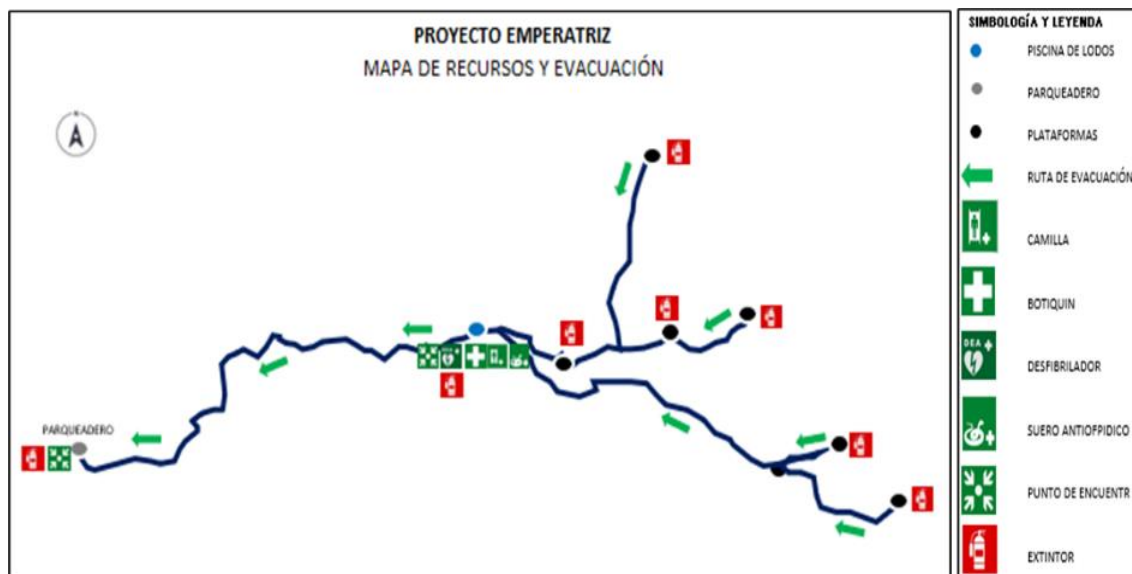 PROYECTO EMPERATRIZ
MAPA DE RECURSOS Y EVACUACIÓN
PARQUEADERO
SIMBOLOGÍA Y LEYENDA
PISCINA DE LODOS
PARQUEADERO
PLATAFORMAS
RUTA DE EVACUACIÓN
CAMILLA
BOTIQUIN
DEA
DESFIBRILADOR
SUERO ANTIOFPIDICO
PUNTO DE ENCUENTR
EXTINTOR